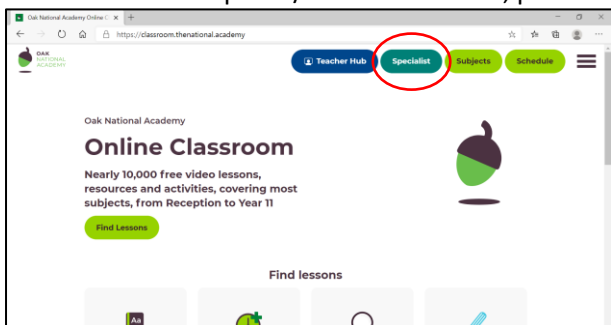 Oak National Academy Online C
https://classroom.thenational.academy
OAK
NATIONAL
ACADEMY
Teacher Hub
Specialist
Subjects
Schedule
Oak National Academy
Online Classroom
Nearly 10,000 free video lessons,
resources and activities, covering most
subjects, from Reception to Year 11
Find Lessons
Find lessons
Aa